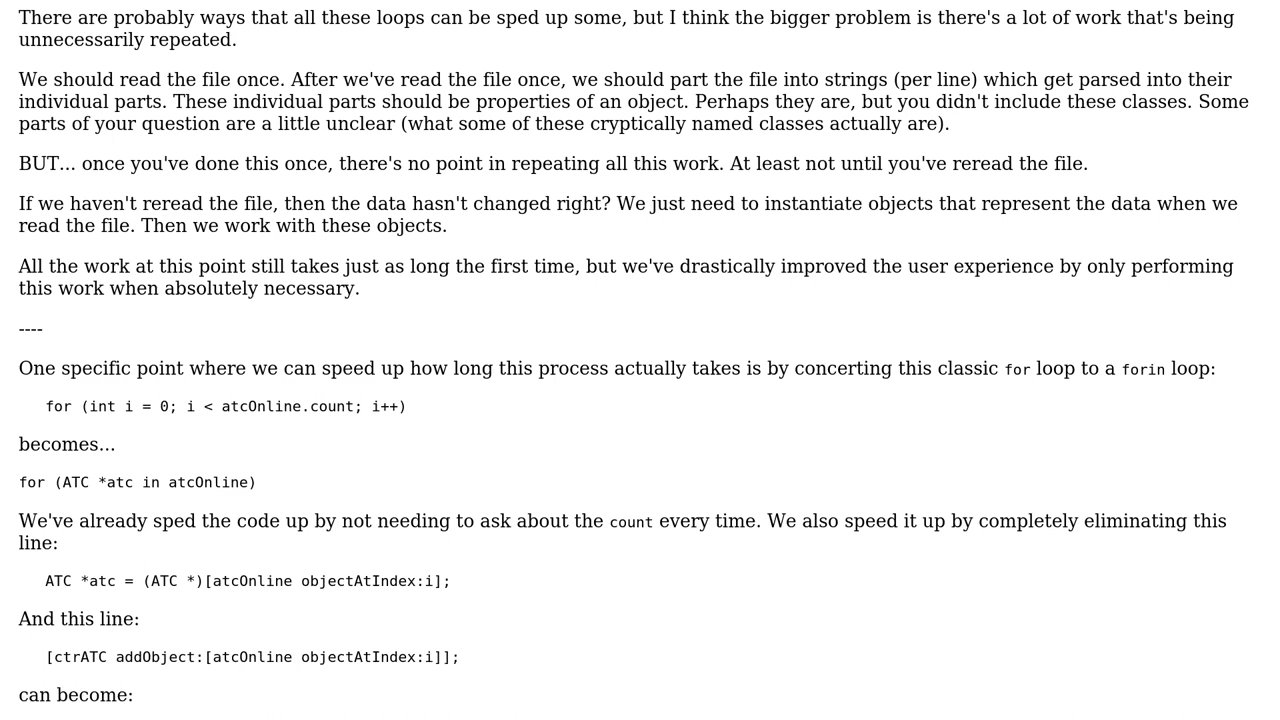 There are probably ways that all these loops can be sped up some, but I think the bigger problem is there's a lot of work that's being
unnecessarily repeated.
We should read the file once. After we've read the file once, we should part the file into strings (per line) which get parsed into their
individual parts. These individual parts should be properties of an object. Perhaps they are, but you didn't include these classes. Some
parts of your question are a little unclear (what some of these cryptically named classes actually are).
BUT... once you've done this once, there's no point in repeating all this work. At least not until you've reread the file.
If we haven't reread the file, then the data hasn't changed right? We just need to instantiate objects that represent the data when we
read the file. Then we work with these objects.
All the work at this point still takes just as long the first time, but we've drastically improved the user experience by only performing
this work when absolutely necessary.
----
One specific point where we can speed up how long this process actually takes is by concerting this classic for loop to a forin loop:
for (int i = 0; i < atcOnline.count; i++)
becomes...
for (ATC *atc in atcOnline)
We've already sped the code up by not needing to ask about the count every time. We also speed it up by completely eliminating this
line:
ATC *atc = (ATC *)[atcOnline objectAtIndex:i];
And this line:
[ctrATC addObject:[atcOnline objectAtIndex:i]];
can become: